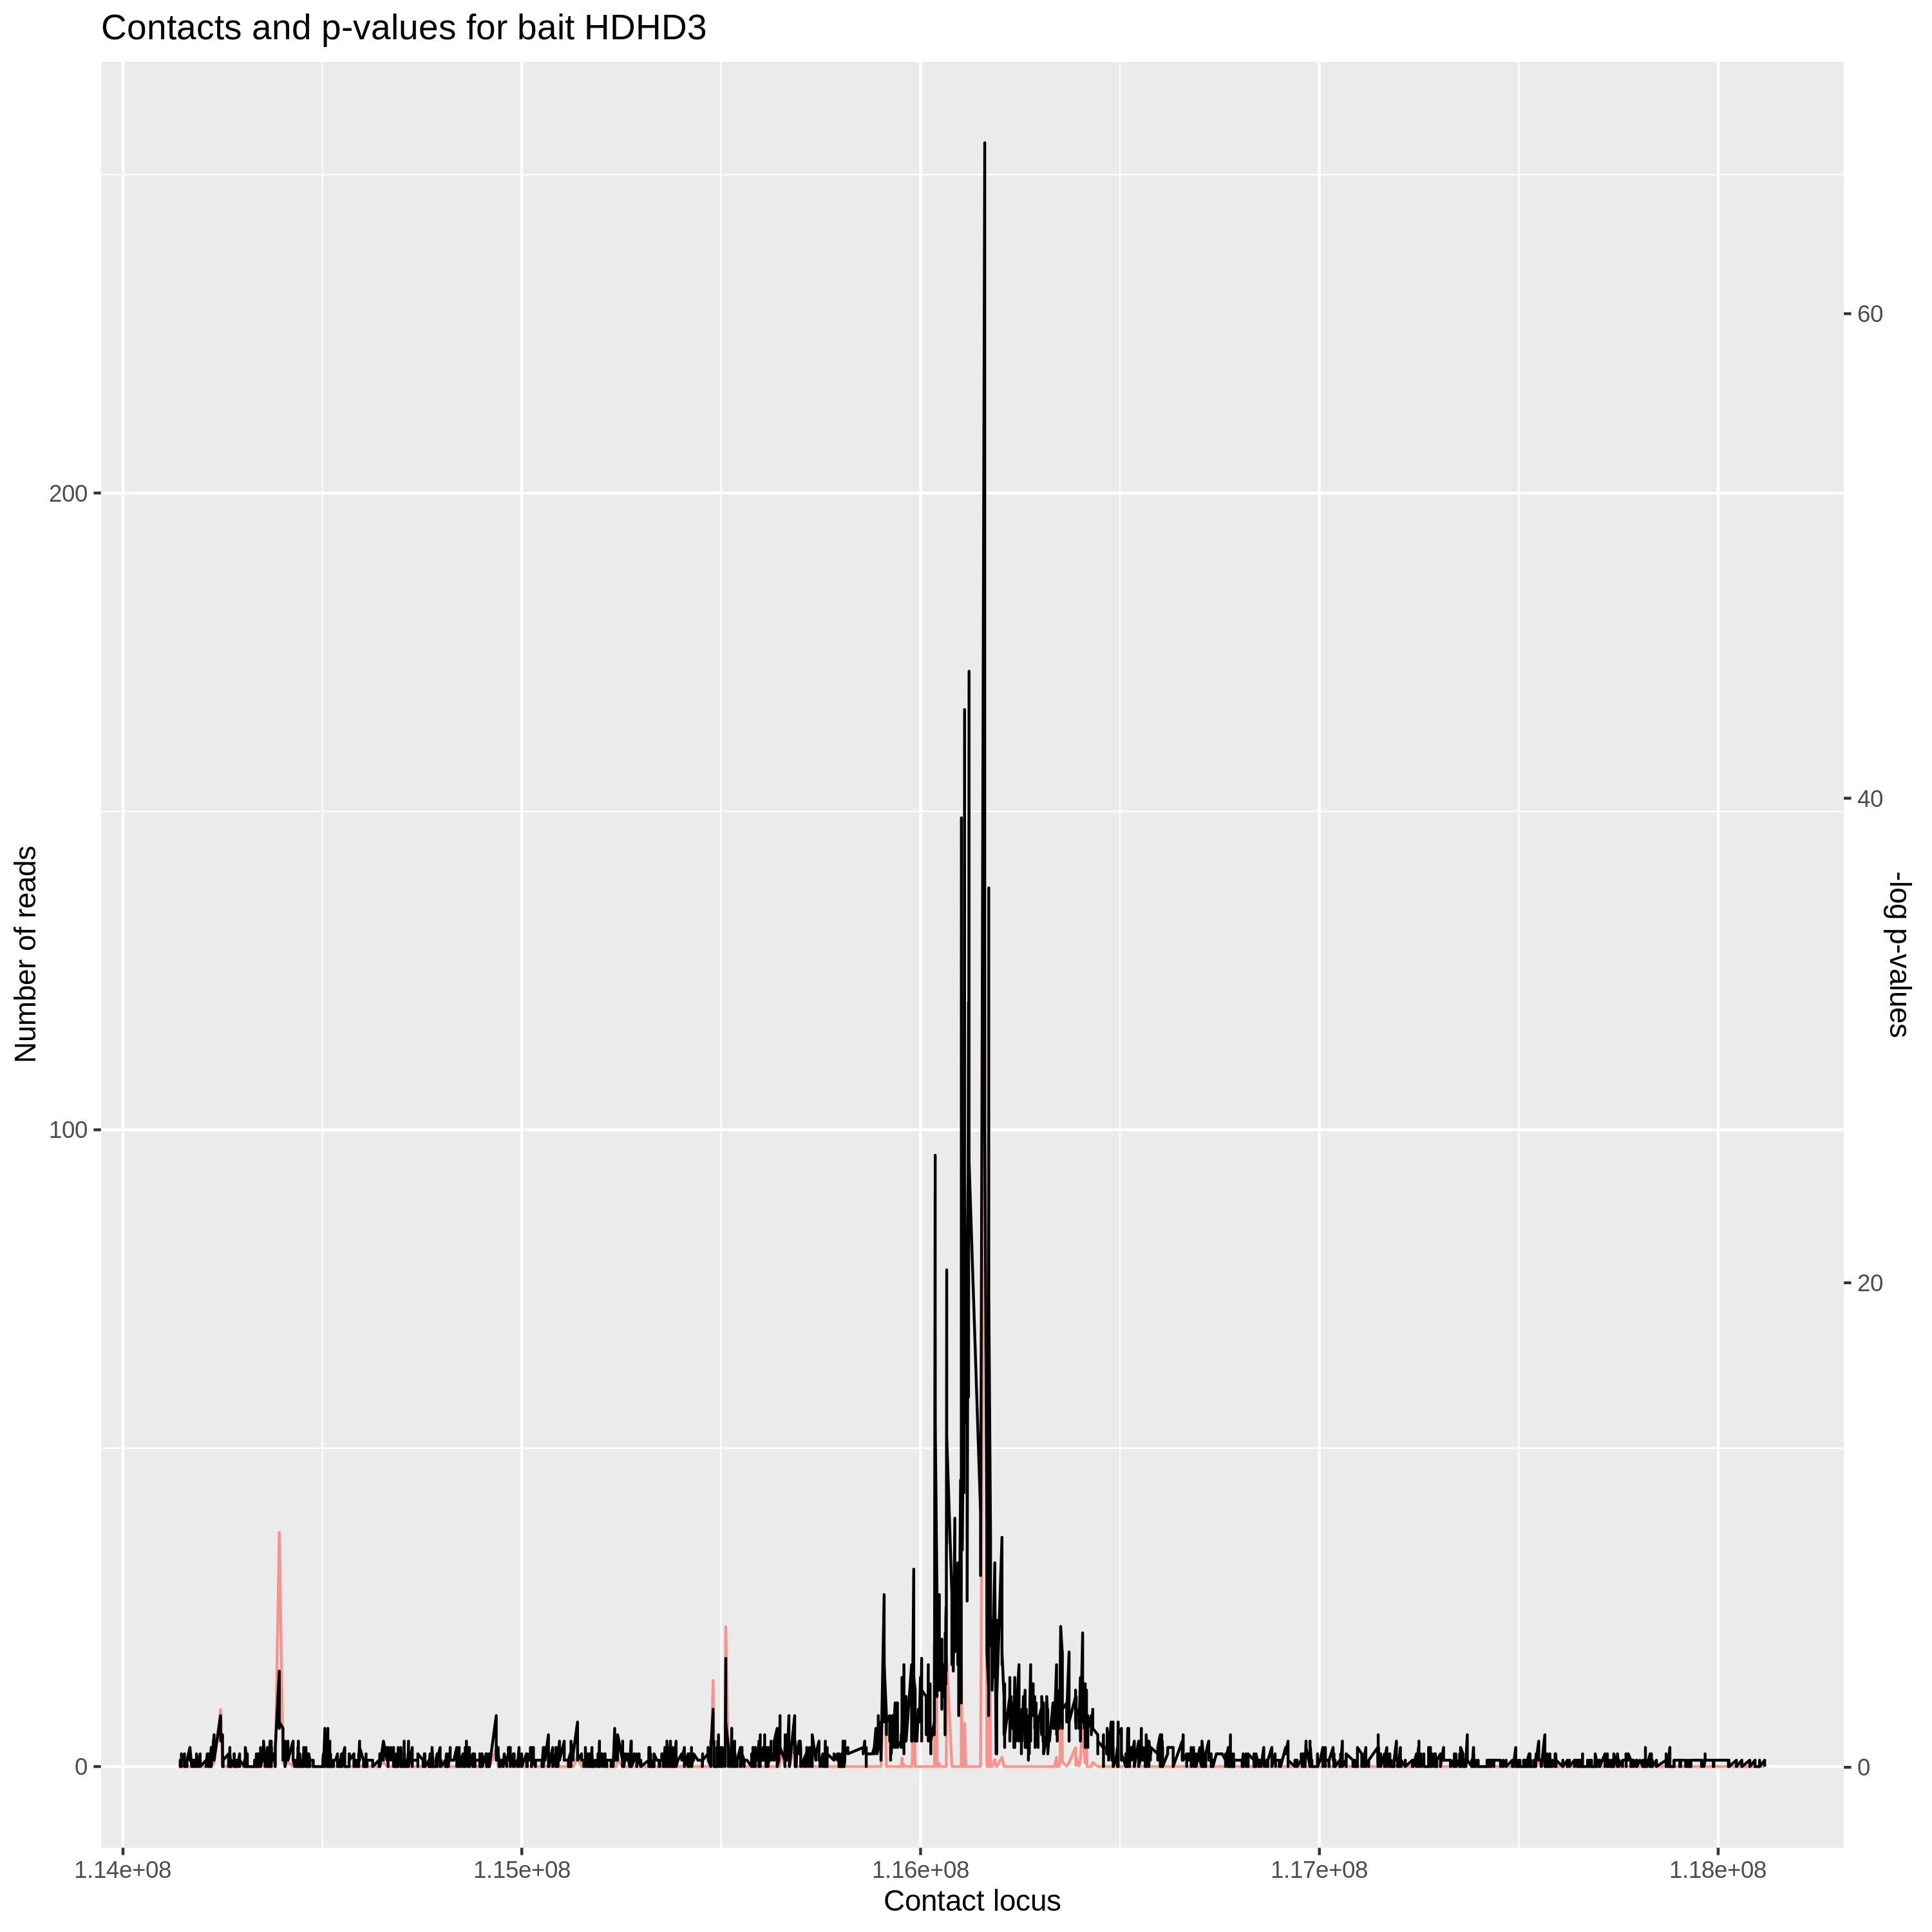 Contacts and p-values for bait HDHD3
Number of reads
200
100
0
60
40
20
0
-log p-values
1.14e+08
1.15e+08
1.16e+08
1.17e+08
1.18e+08
Contact locus